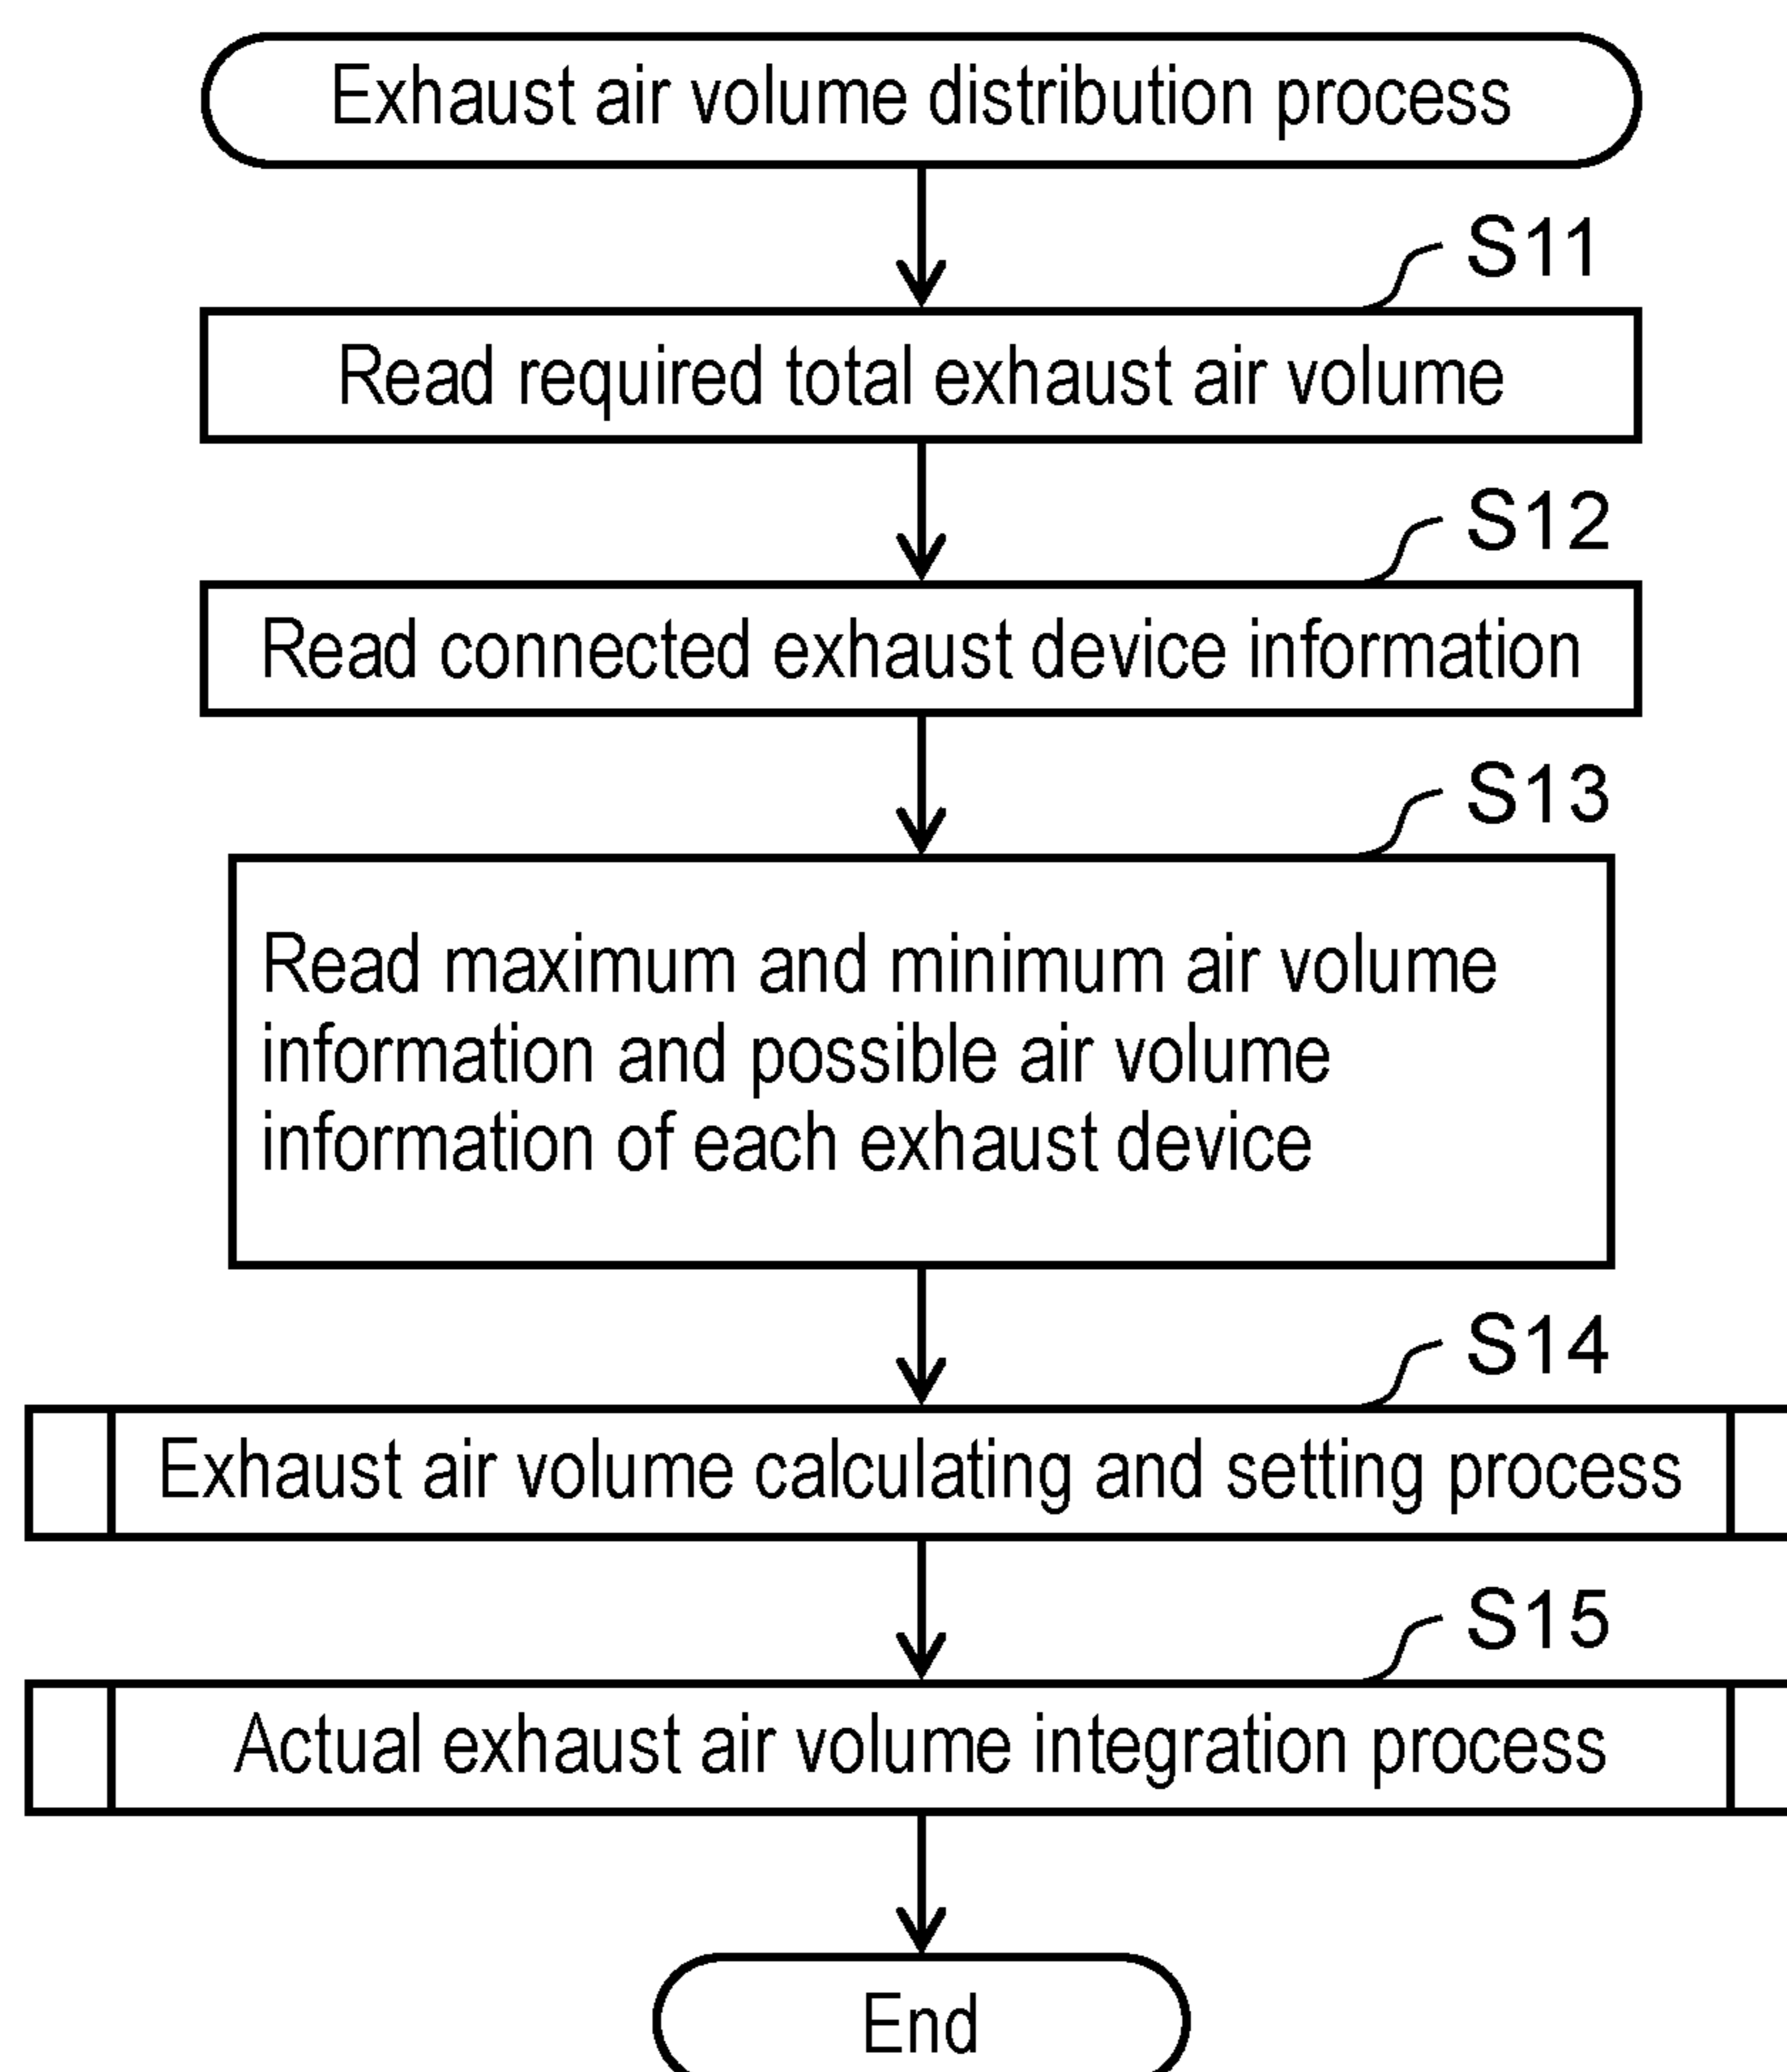 Exhaust air volume distribution process
S11
Read required total exhaust air volume
S12
Read connected exhaust device information
S13
Read maximum and minimum air volume
information and possible air volume
information of each exhaust device
S14
Exhaust air volume calculating and setting process
S15
Actual exhaust air volume integration process
End